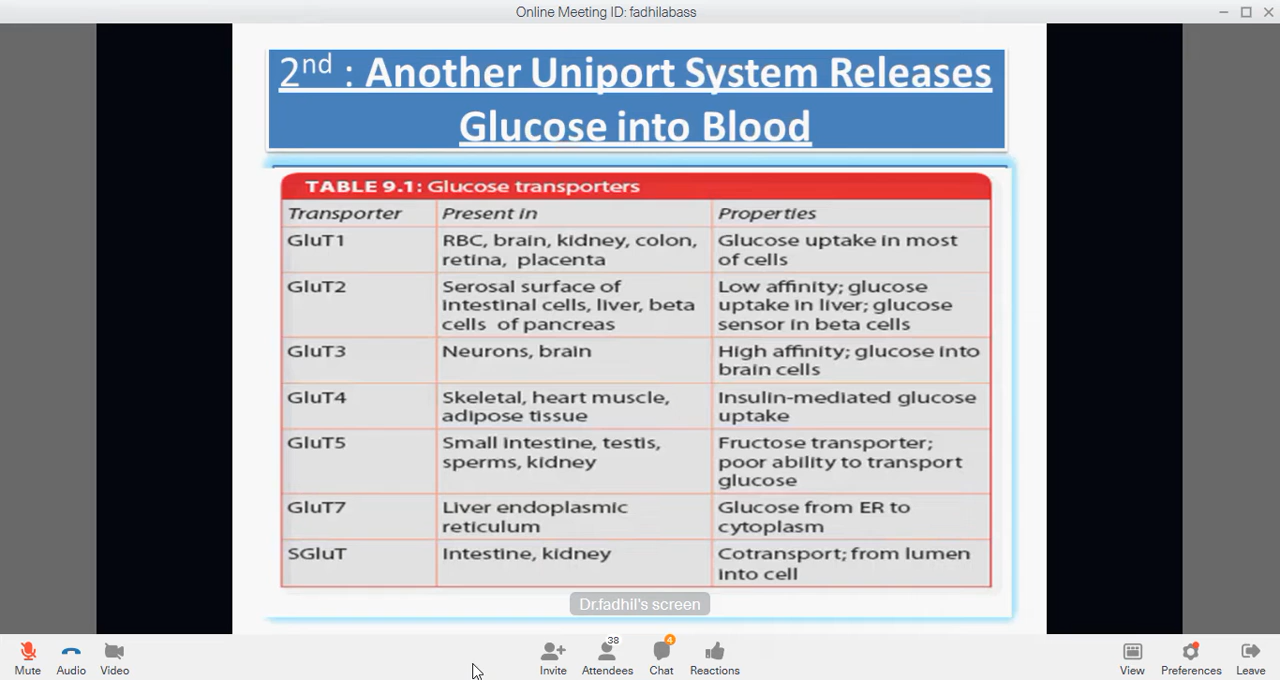 Online Meeting ID: fadhilabass
2nd : Another Uniport System Releases
Glucose into Blood
TABLE 9.1: Glucose transporters
Transporter Present in Properties
GluT1 RBC, brain, kidney, colon, Glucose uptake in most
retina, placenta of cells
GluT2 Serosal surface of Low affinity; glucose
intestinal cells, liver, beta uptake in liver; glucose
cells of pancreas sensor in beta cells
GluT3 Neurons, brain High affinity; glucose into
brain cells
GluT4 Skeletal, heart muscle, Insulin-mediated glucose
adipose tissue uptake
GluT5 Small intestine, testis, Fructose transporter;
sperms, kidney poor ability to transport
glucose
GluT7 Liver endoplasmic Glucose from ER to
reticulum cytoplasm
SGluT Intestine, kidney Cotransport; from lumen
into cell
Dr.fadhil's screen
38 4
Mute Audio Video Invite Attendees Chat Reactions View Preferences Leave